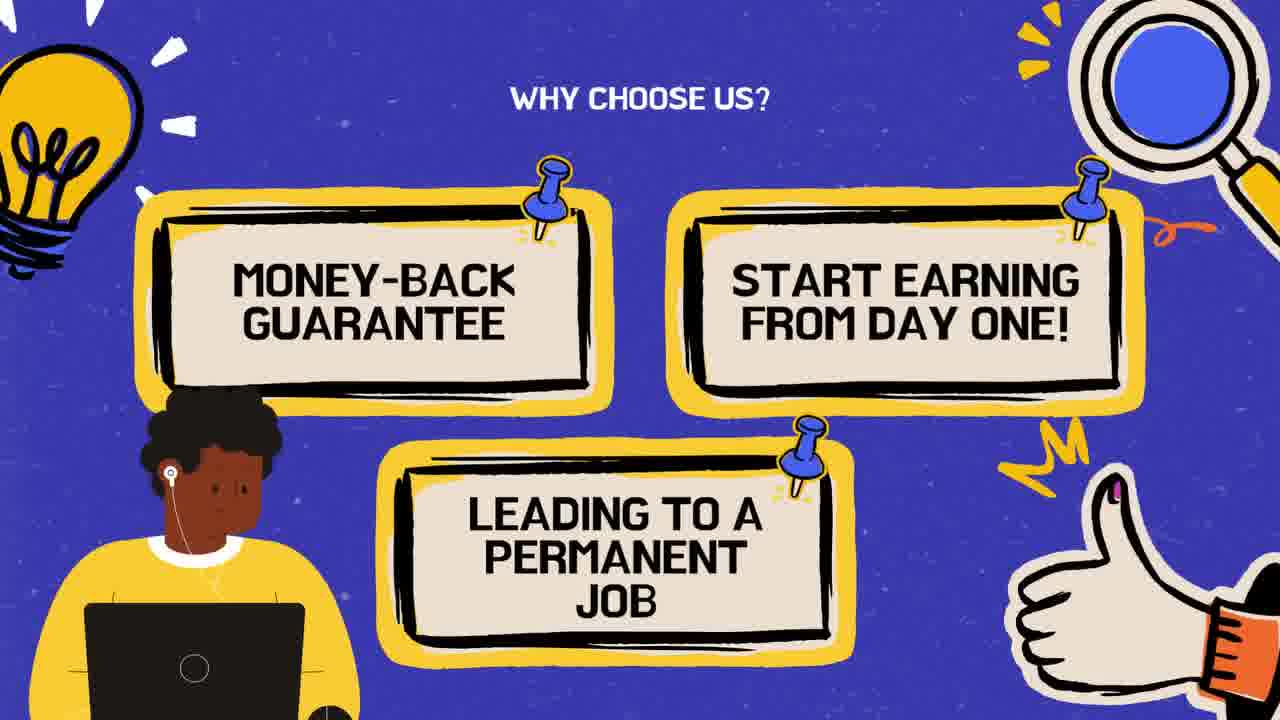 WHY CHOOSE US?
MONEY-BACK
GUARANTEE
START EARNING
FROM DAY ONE!
LEADING TO A
PERMANENT
JOB